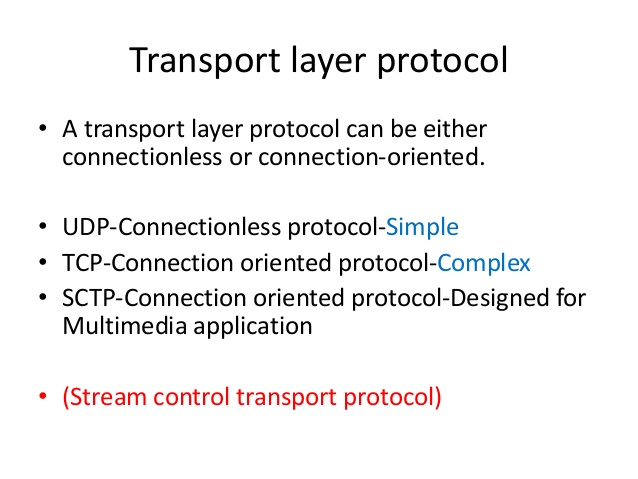 Transport layer protocol
• A transport layer protocol can be either
connectionless or connection-oriented.
• UDP-Connectionless protocol-Simple
• TCP-Connection oriented protocol-Complex
• SCTP-Connection oriented protocol-Designed for
Multimedia application
• (Stream control transport protocol)